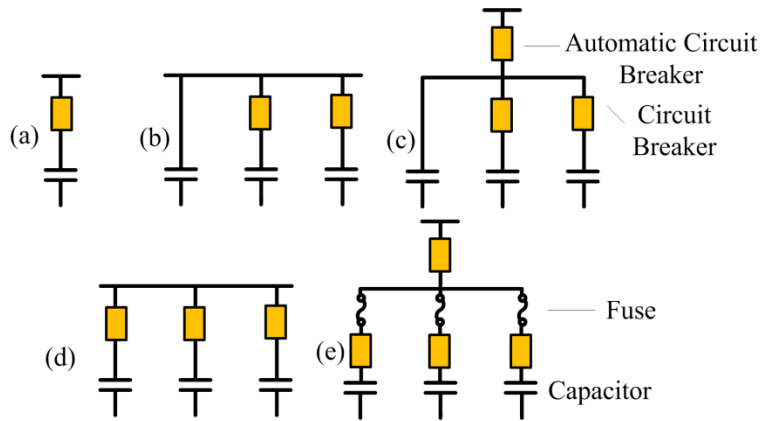 Automatic Circuit
Breaker
(a)
(b)
(c)
Circuit
Breaker
(d)
(e)
Fuse
Capacitor